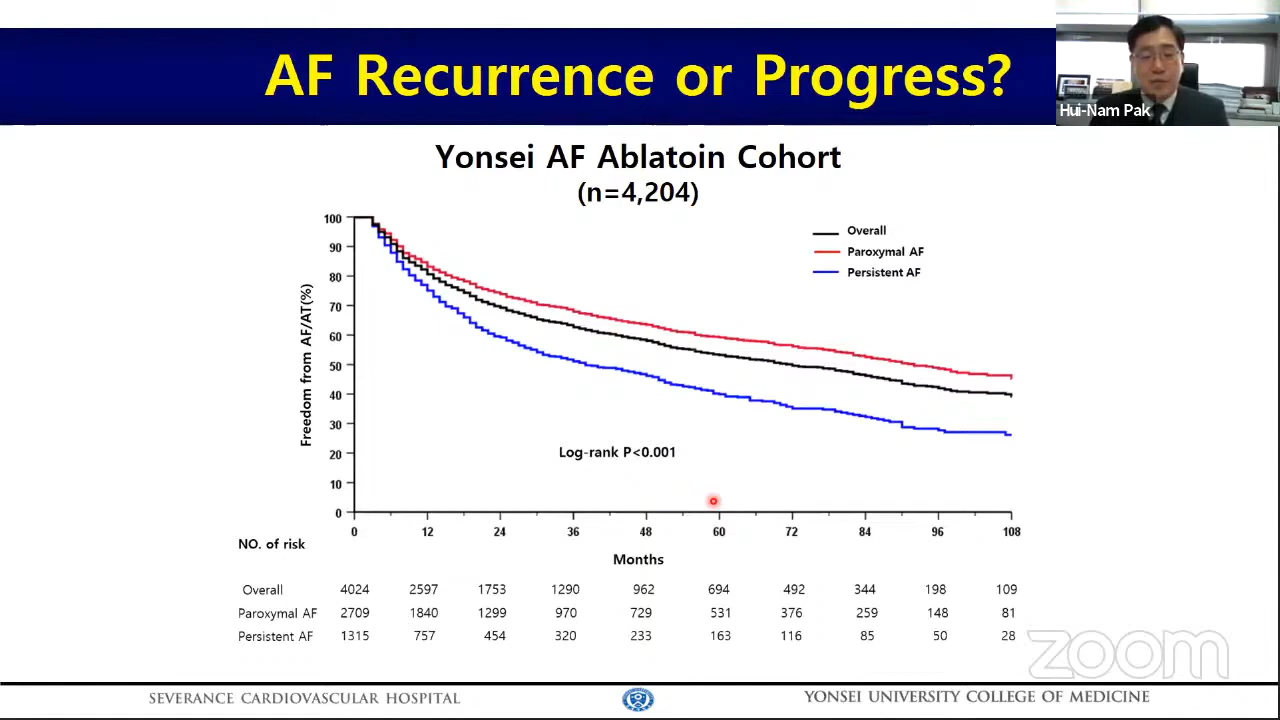 AF Recurrence or Progress?
Hui-Nam Pak
Yonsei AF Ablatoin Cohort
(n=4,204)
Freedom from AF/AT(%)
100
90
80
70
60
50
40
30
20
10
0
Overall
Paroxymal AF
Persistent AF
Log-rank P<0.001
0 12 24 36 48 60 72 84 96 108
Months
NO. of risk
Overall 4024 2597 1753 1290 962 694 492 344 198 109
Paroxymal AF 2709 1840 1299 970 729 531 376 259 148 81
Persistent AF 1315 757 454 320 233 163 116 85 50 28
zoom
SEVERANCE CARDIOVASCULAR HOSPITAL
YONSEI UNIVERSITY COLLEGE OF MEDICINE